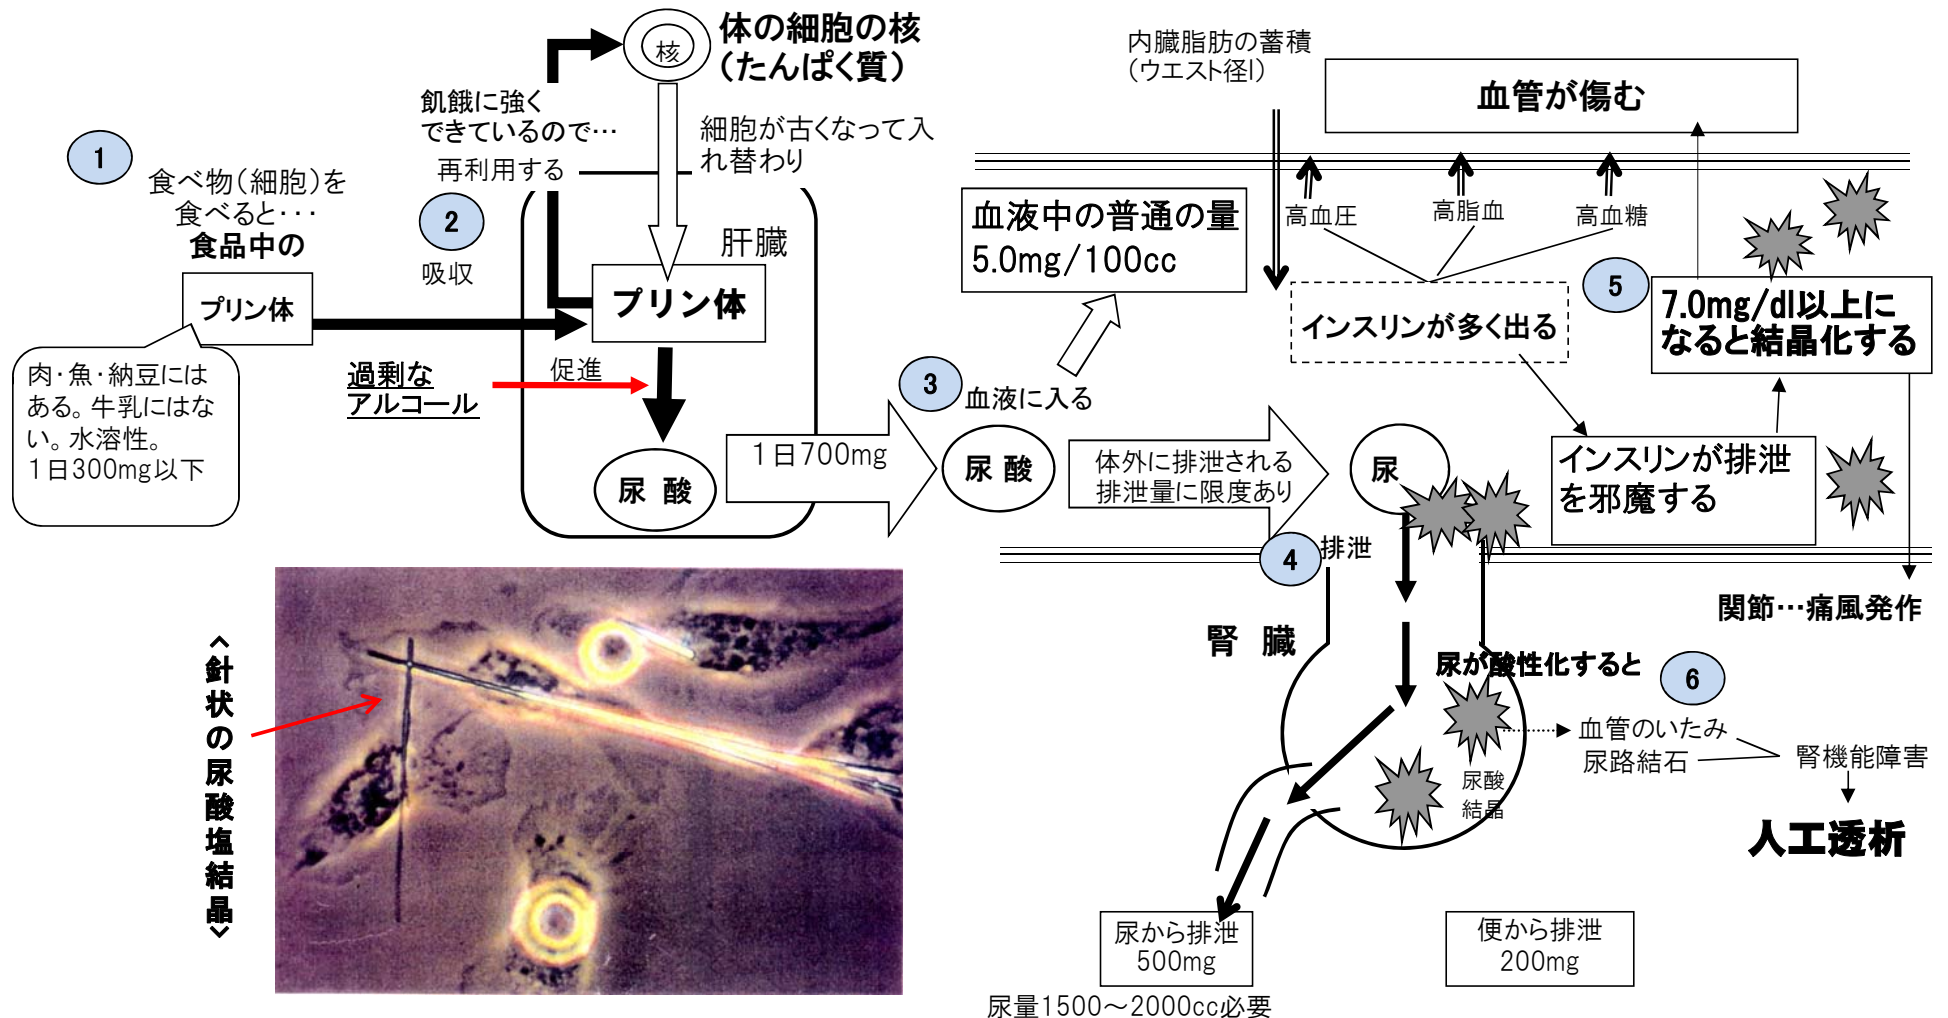 核
体の細胞の核
(たんぱく質)
飢餓に強く
できているので…
再利用する
細胞が古くなって入
れ替わり
1
食べ物(細胞)を
食べると・・・
食品中の
プリン体
肉・魚・納豆には
ある。牛乳にはな
い。水溶性。
1日300mg以下
2
吸収
肝臓
プリン体
過剰な
アルコール
促進
尿 酸
1日700mg
3
血液に入る
尿 酸
血液中の普通の量
5.0mg/100cc
内臓脂肪の蓄積
(ウエスト径l)
血管が傷む
高血圧
高脂血
高血糖
インスリンが多く出る
5
7.0mg/dl以上に
なると結晶化する
インスリンが排泄
を邪魔する
体外に排泄される
排泄量に限度あり
尿
4
排泄
腎 臓
関節…痛風発作
尿が酸性化すると
6
血管のいたみ
尿路結石
腎機能障害
尿酸
結晶
人工透析
尿から排泄
500mg
尿量1500～2000cc必要
便から排泄
200mg
<針状の尿酸塩結晶>